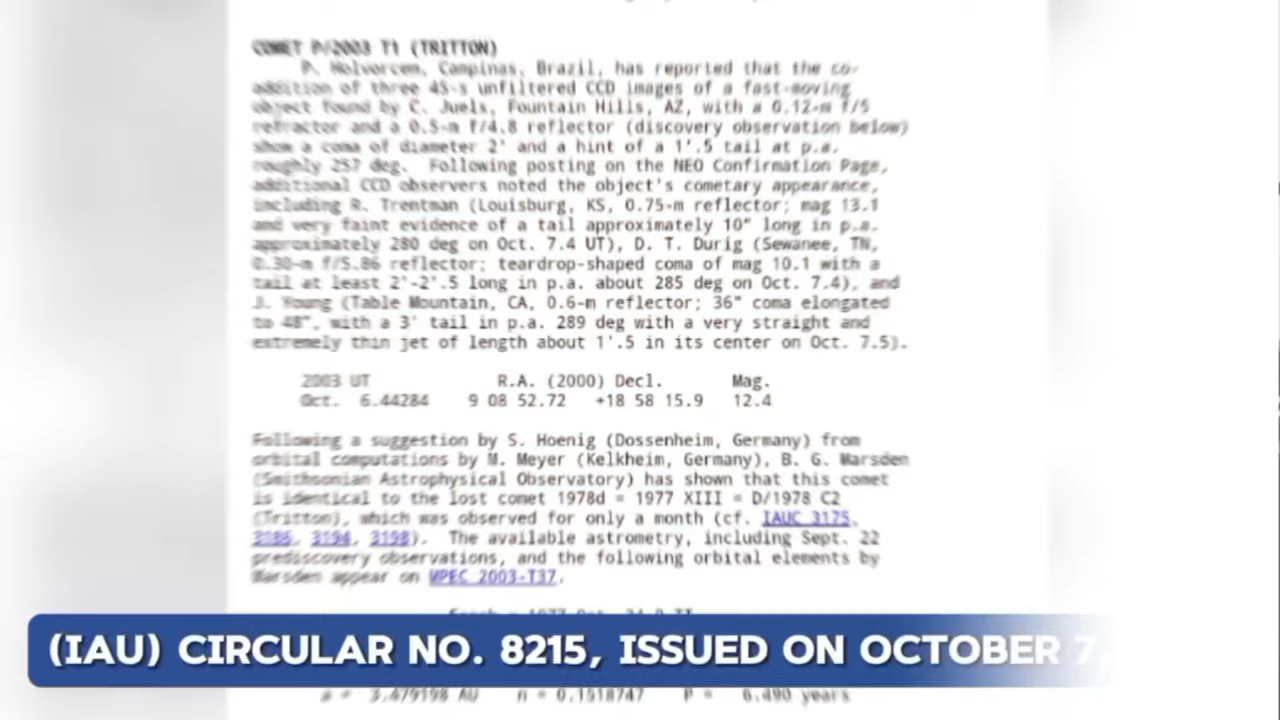 COMET P/2003 T1 (TRITTON)
P. Holvorcem, Campinas, Brazil, has reported that the co-
addition of three 45-s unfiltered CCD images of a fast-moving
object found by C. Juels, Fountain Hills, AZ, with a 0.12-m f/5
refractor and a 0.5-m f/4.8 reflector (discovery observation below)
show a coma of diameter 2' and a hint of a 1'.5 tail at p.a.
roughly 257 deg. Following posting on the NEO Confirmation Page,
additional CCD observers noted the object's cometary appearance,
including R. Trentman (Louisburg, KS, 0.75-m reflector; mag 13.1
and very faint evidence of a tail approximately 10" long in p.a.
approximately 280 deg on Oct. 7.4 UT), D. T. Durig (Sewanee, TN,
0.30-m f/5.86 reflector; teardrop-shaped coma of mag 10.1 with a
tail at least 2'-2'.5 long in p.a. about 285 deg on Oct. 7.4), and
J. Young (Table Mountain, CA, 0.6-m reflector; 36" coma elongated
to 48", with a 3' tail in p.a. 289 deg with a very straight and
extremely thin jet of length about 1'.5 in its center on Oct. 7.5).
2003 UT R.A. (2000) Decl. Mag.
Oct. 6.44284 9 08 52.72 +18 58 15.9 12.4
Following a suggestion by S. Hoenig (Dossenheim, Germany) from
orbital computations by M. Meyer (Kelkheim, Germany), B. G. Marsden
(Smithsonian Astrophysical Observatory) has shown that this comet
is identical to the lost comet 1978d = 1977 XIII = D/1978 C2
(Tritton), which was observed for only a month (cf. IAUC 3175,
3186, 3194, 3198). The available astrometry, including Sept. 22
prediscovery observations, and the following orbital elements by
Marsden appear on MPEC 2003-T37.
(IAU) CIRCULAR NO. 8215, ISSUED ON OCTOBER 7,
a = 3.479198 AU n = 0.1518747 P = 6.490 years